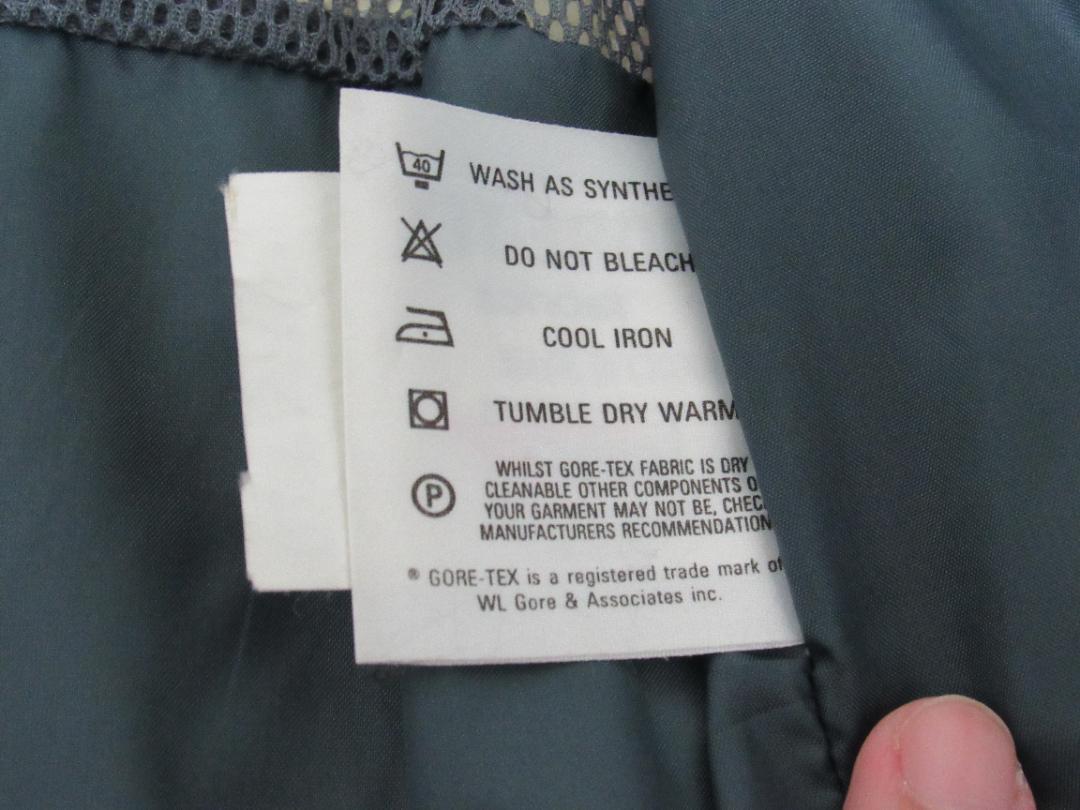 40 WASH AS SYNTHE
DO NOT BLEACH
COOL IRON
TUMBLE DRY WARM
WHILST GORE-TEX FABRIC IS DRY
P CLEANABLE OTHER COMPONENTS O
YOUR GARMENT MAY NOT BE, CHEC
MANUFACTURERS RECOMMENDATION
® GORE-TEX is a registered trade mark of
WL Gore & Associates inc.